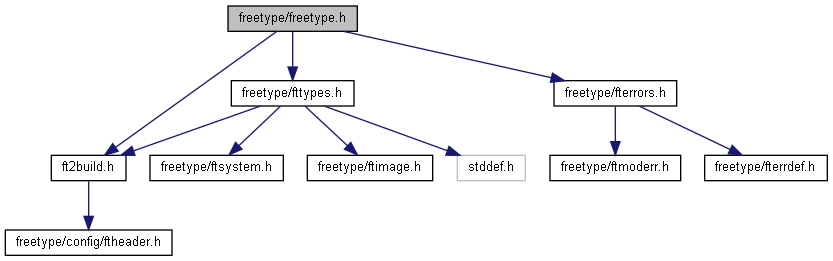 freetype/freetype.h
freetype/fttypes.h
freetype/fterrors.h
ft2build.h
freetype/ftsystem.h
freetype/ftimage.h
stddef.h
freetype/ftmoderr.h
freetype/fterrdef.h
freetype/config/ftheader.h